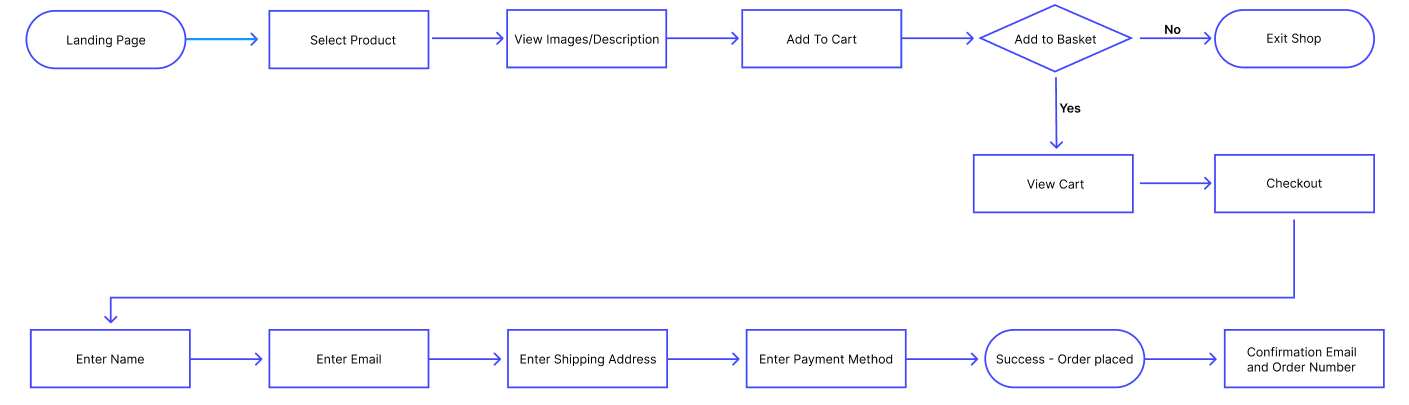 Landing Page
Select Product
View Images/Description
Add To Cart
Add to Basket
No
Exit Shop
Yes
View Cart
Checkout
Enter Name
Enter Email
Enter Shipping Address
Enter Payment Method
Success - Order placed
Confirmation Email
and Order Number